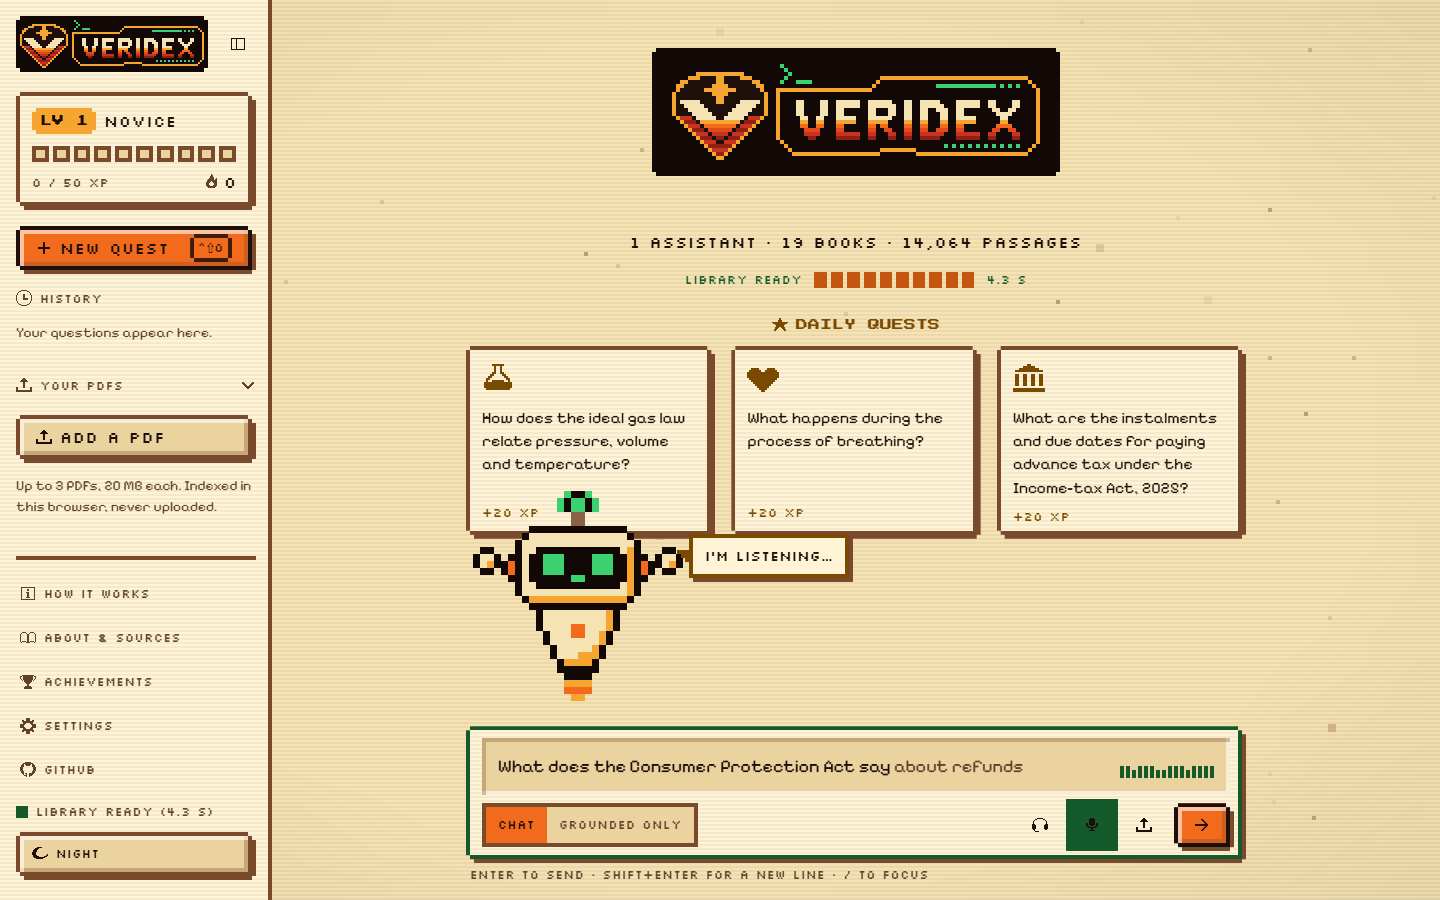 VERIDEX
LV 1 NOVICE
0 / 50 XP 0
+ NEW QUEST ^⇧O
HISTORY
Your questions appear here.
YOUR PDFS
ADD A PDF
Up to 3 PDFs, 20 MB each. Indexed in
this browser, never uploaded.
HOW IT WORKS
ABOUT & SOURCES
ACHIEVEMENTS
SETTINGS
GITHUB
LIBRARY READY (4.3 S)
NIGHT
VERIDEX
1 ASSISTANT · 19 BOOKS · 14,064 PASSAGES
LIBRARY READY 4.3 S
DAILY QUESTS
How does the ideal gas law
relate pressure, volume
and temperature?
+20 XP
What happens during the
process of breathing?
+20 XP
What are the instalments
and due dates for paying
advance tax under the
Income-tax Act, 2025?
+20 XP
I'M LISTENING...
What does the Consumer Protection Act say about refunds
CHAT GROUNDED ONLY
ENTER TO SEND · SHIFT+ENTER FOR A NEW LINE · / TO FOCUS